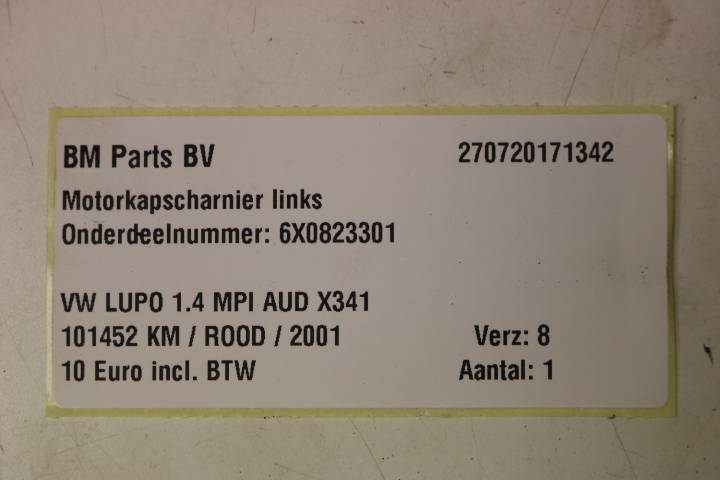 BM Parts BV 270720171342
Motorkapscharnier links
Onderdeelnummer: 6X0823301
VW LUPO 1.4 MPI AUD X341
101452 KM / ROOD / 2001 Verz: 8
10 Euro incl. BTW Aantal: 1